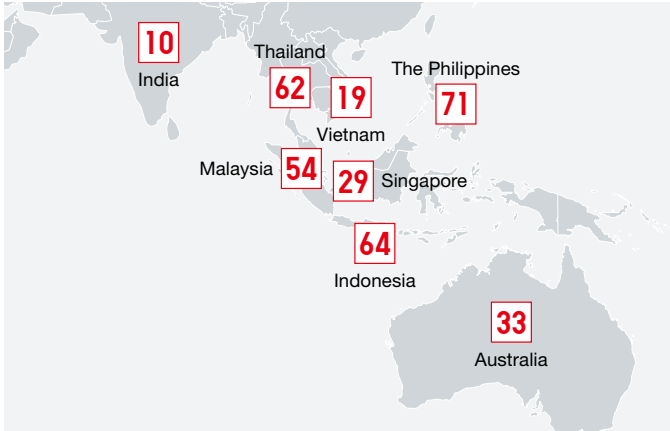 10
India
Thailand
62
19
Vietnam
The Philippines
71
Malaysia
54
29
Singapore
64
Indonesia
33
Australia